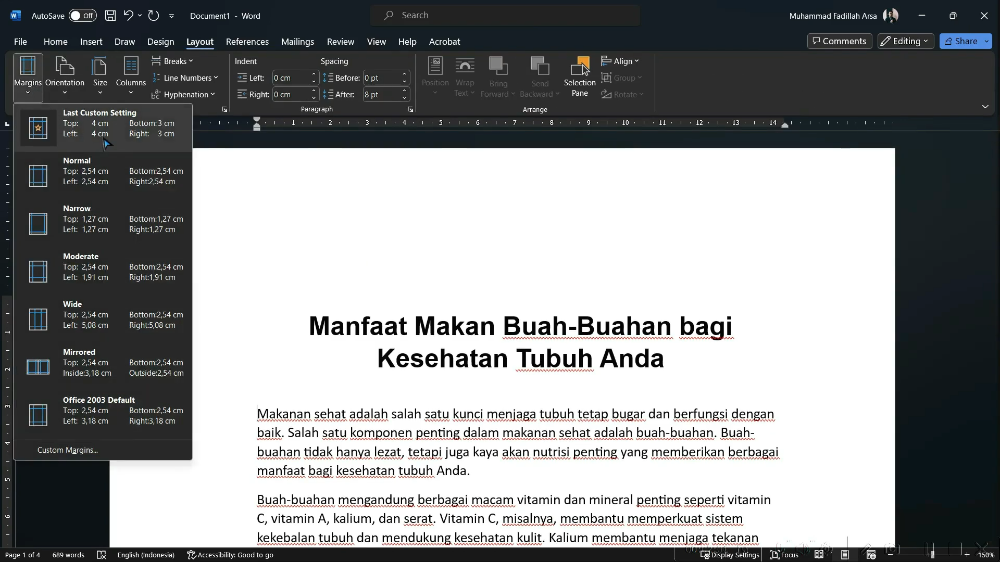 AutoSave Off Document1 - Word Search Muhammad Fadillah Arsa
File Home Insert Draw Design Layout References Mailings Review View Help Acrobat Comments Editing Share
Margins Orientation Size Columns
Breaks
Line Numbers
Hyphenation
Indent Spacing
Left: 0 cm Before: 0 pt
Right: 0 cm After: 8 pt
Paragraph
Position Wrap Text Bring Forward Send Backward Selection Pane
Align
Group
Rotate
Arrange
1 2 3 4 5 6 7 8 9 10 11 12 13 14
Last Custom Setting
Top: 4 cm Bottom: 3 cm
Left: 4 cm Right: 3 cm
Normal
Top: 2,54 cm Bottom:2,54 cm
Left: 2,54 cm Right:2,54 cm
Narrow
Top: 1,27 cm Bottom:1,27 cm
Left: 1,27 cm Right:1,27 cm
Moderate
Top: 2,54 cm Bottom:2,54 cm
Left: 1,91 cm Right:1,91 cm
Wide
Top: 2,54 cm Bottom:2,54 cm
Left: 5,08 cm Right:5,08 cm
Mirrored
Top: 2,54 cm Bottom:2,54 cm
Inside:3,18 cm Outside:2,54 cm
Office 2003 Default
Top: 2,54 cm Bottom:2,54 cm
Left: 3,18 cm Right:3,18 cm
Custom Margins...
1
2
3
4
5
6
Manfaat Makan Buah-Buahan bagi
Kesehatan Tubuh Anda
Makanan sehat adalah salah satu kunci menjaga tubuh tetap bugar dan berfungsi dengan
baik. Salah satu komponen penting dalam makanan sehat adalah buah-buahan. Buah-
buahan tidak hanya lezat, tetapi juga kaya akan nutrisi penting yang memberikan berbagai
manfaat bagi kesehatan tubuh Anda.
Buah-buahan mengandung berbagai macam vitamin dan mineral penting seperti vitamin
C, vitamin A, kalium, dan serat. Vitamin C, misalnya, membantu memperkuat sistem
kekebalan tubuh dan mendukung kesehatan kulit. Kalium membantu menjaga tekanan
Page 1 of 4 689 words English (Indonesia) Accessibility: Good to go Display Settings Focus 150%